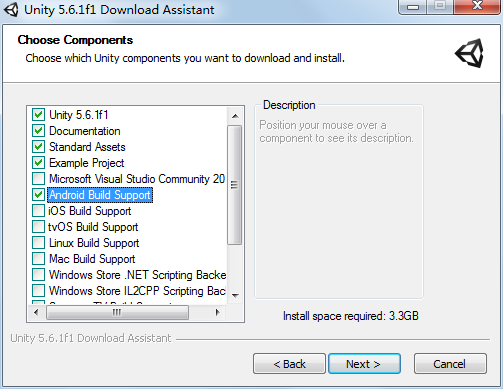 Unity 5.6.1f1 Download Assistant
Choose Components
Choose which Unity components you want to download and install.
Unity 5.6.1f1
Documentation
Standard Assets
Example Project
Microsoft Visual Studio Community 20
Android Build Support
iOS Build Support
tvOS Build Support
Linux Build Support
Mac Build Support
Windows Store .NET Scripting Backe
Windows Store IL2CPP Scripting Bac
Description
Position your mouse over a
component to see its description.
Install space required: 3.3GB
Unity 5.6.1f1 Download Assistant
< Back
Next >
Cancel